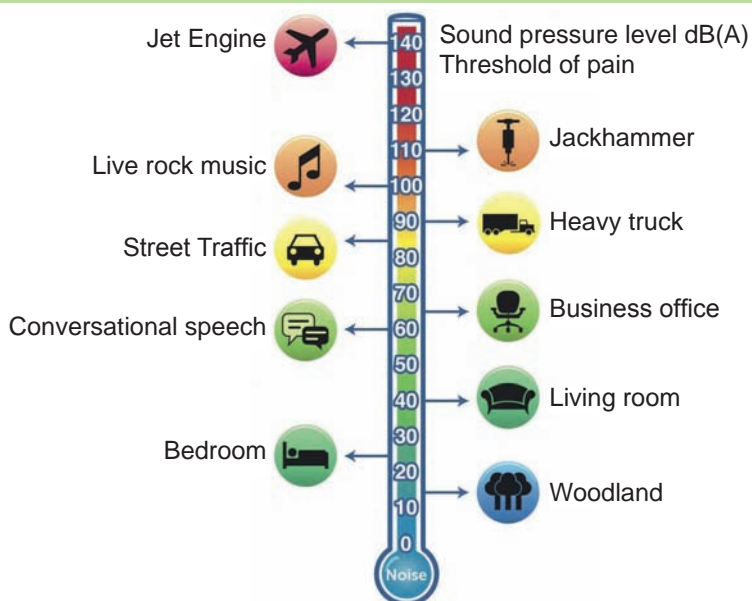 Jet Engine
Sound pressure level dB(A)
Threshold of pain
140
130
120
110
Jackhammer
Live rock music
100
90
Heavy truck
Street Traffic
80
70
Business office
Conversational speech
60
50
40
Living room
30
Bedroom
20
Woodland
10
0
Noise